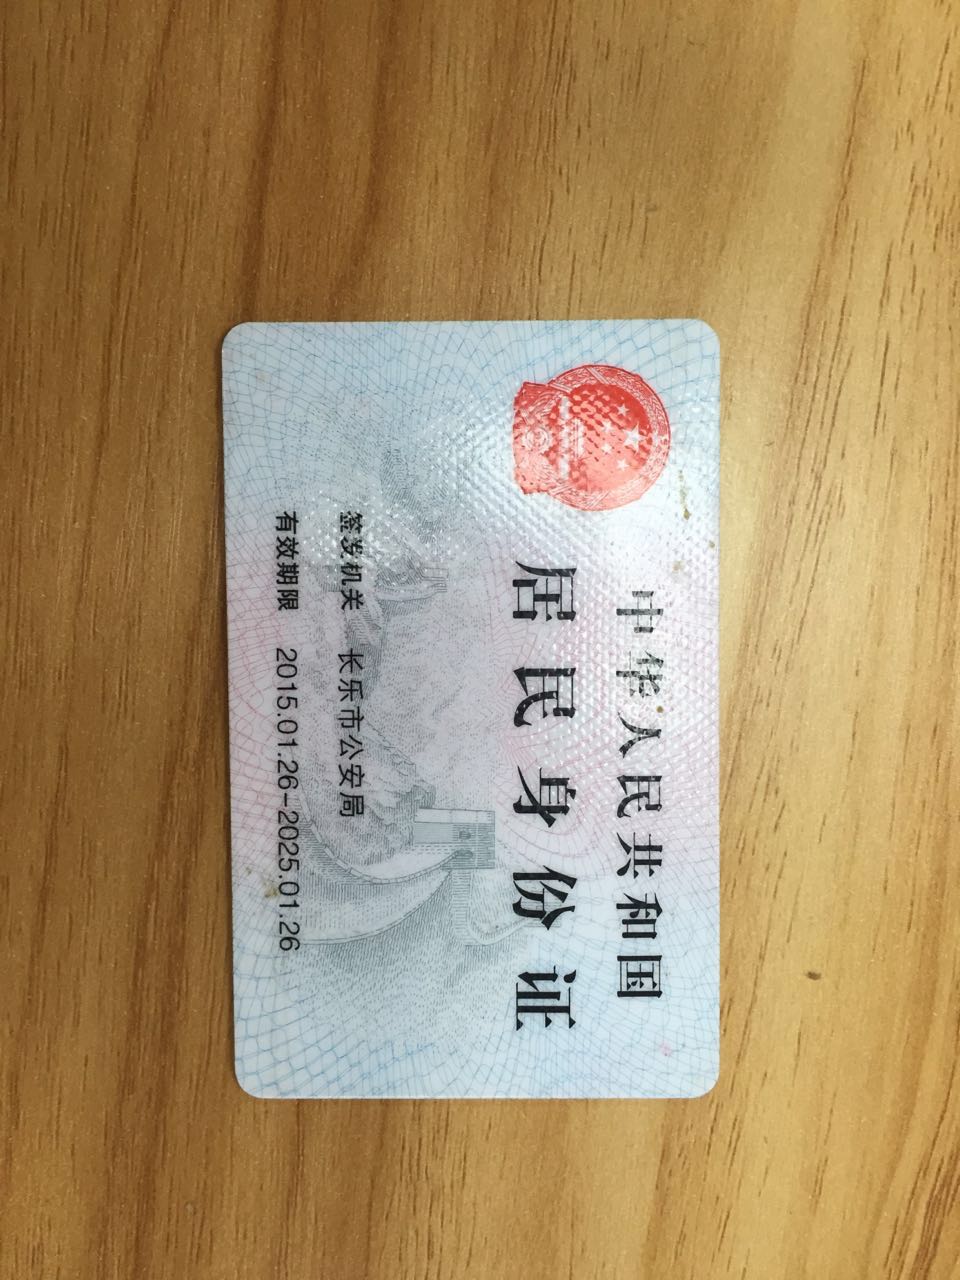 中华人民共和国
居民身份证
签发机关 长乐市公安局
有效期限 2015.01.26-2025.01.26